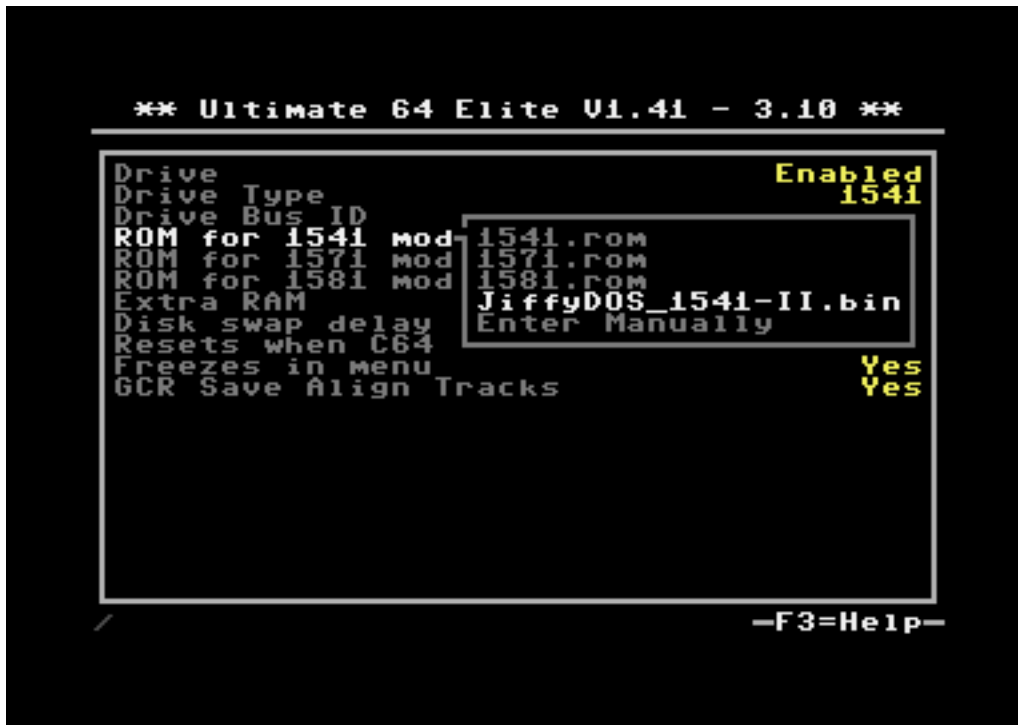 ** Ultimate 64 Elite V1.41 - 3.10 **
Drive Enabled
Drive Type 1541
Drive Bus ID
ROM for 1541 mod 1541.rom
ROM for 1571 mod 1571.rom
ROM for 1581 mod 1581.rom
Extra RAM JiffyDOS_1541-II.bin
Disk swap delay Enter Manually
Resets when C64
Freezes in menu Yes
GCR Save Align Tracks Yes
/ F3=Help